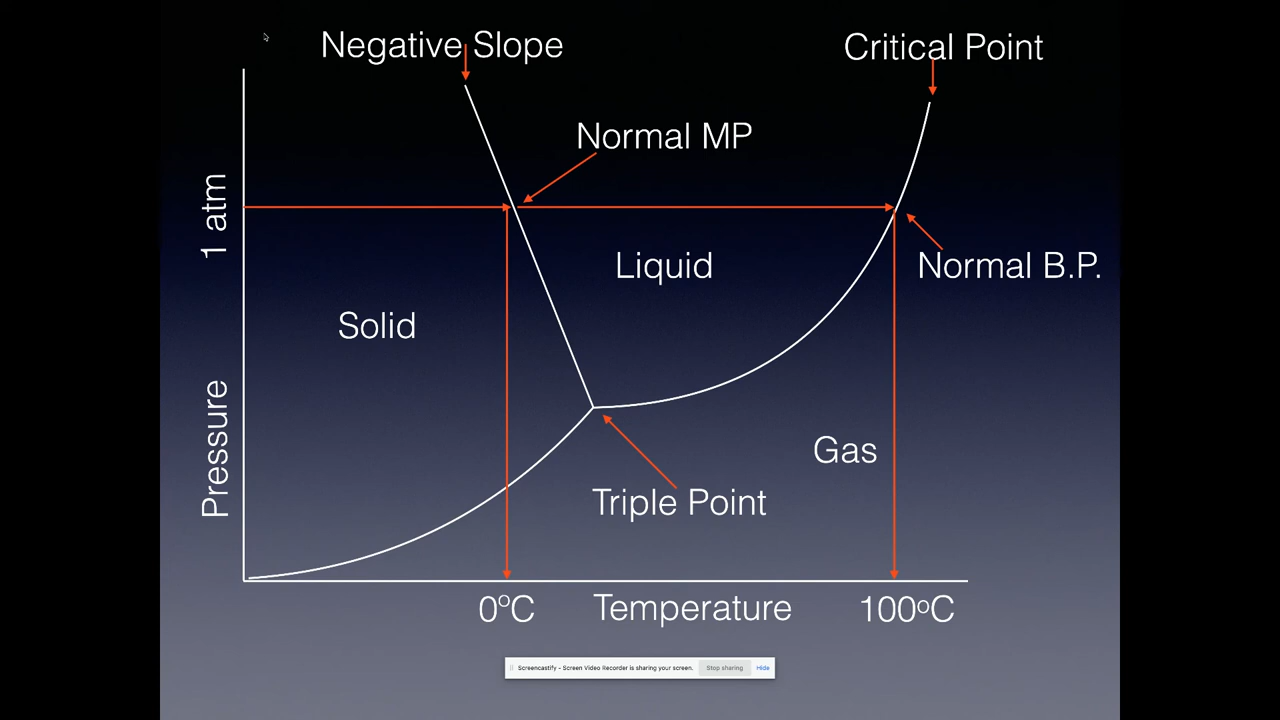 Negative Slope
Critical Point
Normal MP
1 atm
Liquid
Normal B.P.
Solid
Pressure
Gas
Triple Point
0°C
Temperature
100°C
Screencastify - Screen Video Recorder is sharing your screen.
Stop sharing
Hide